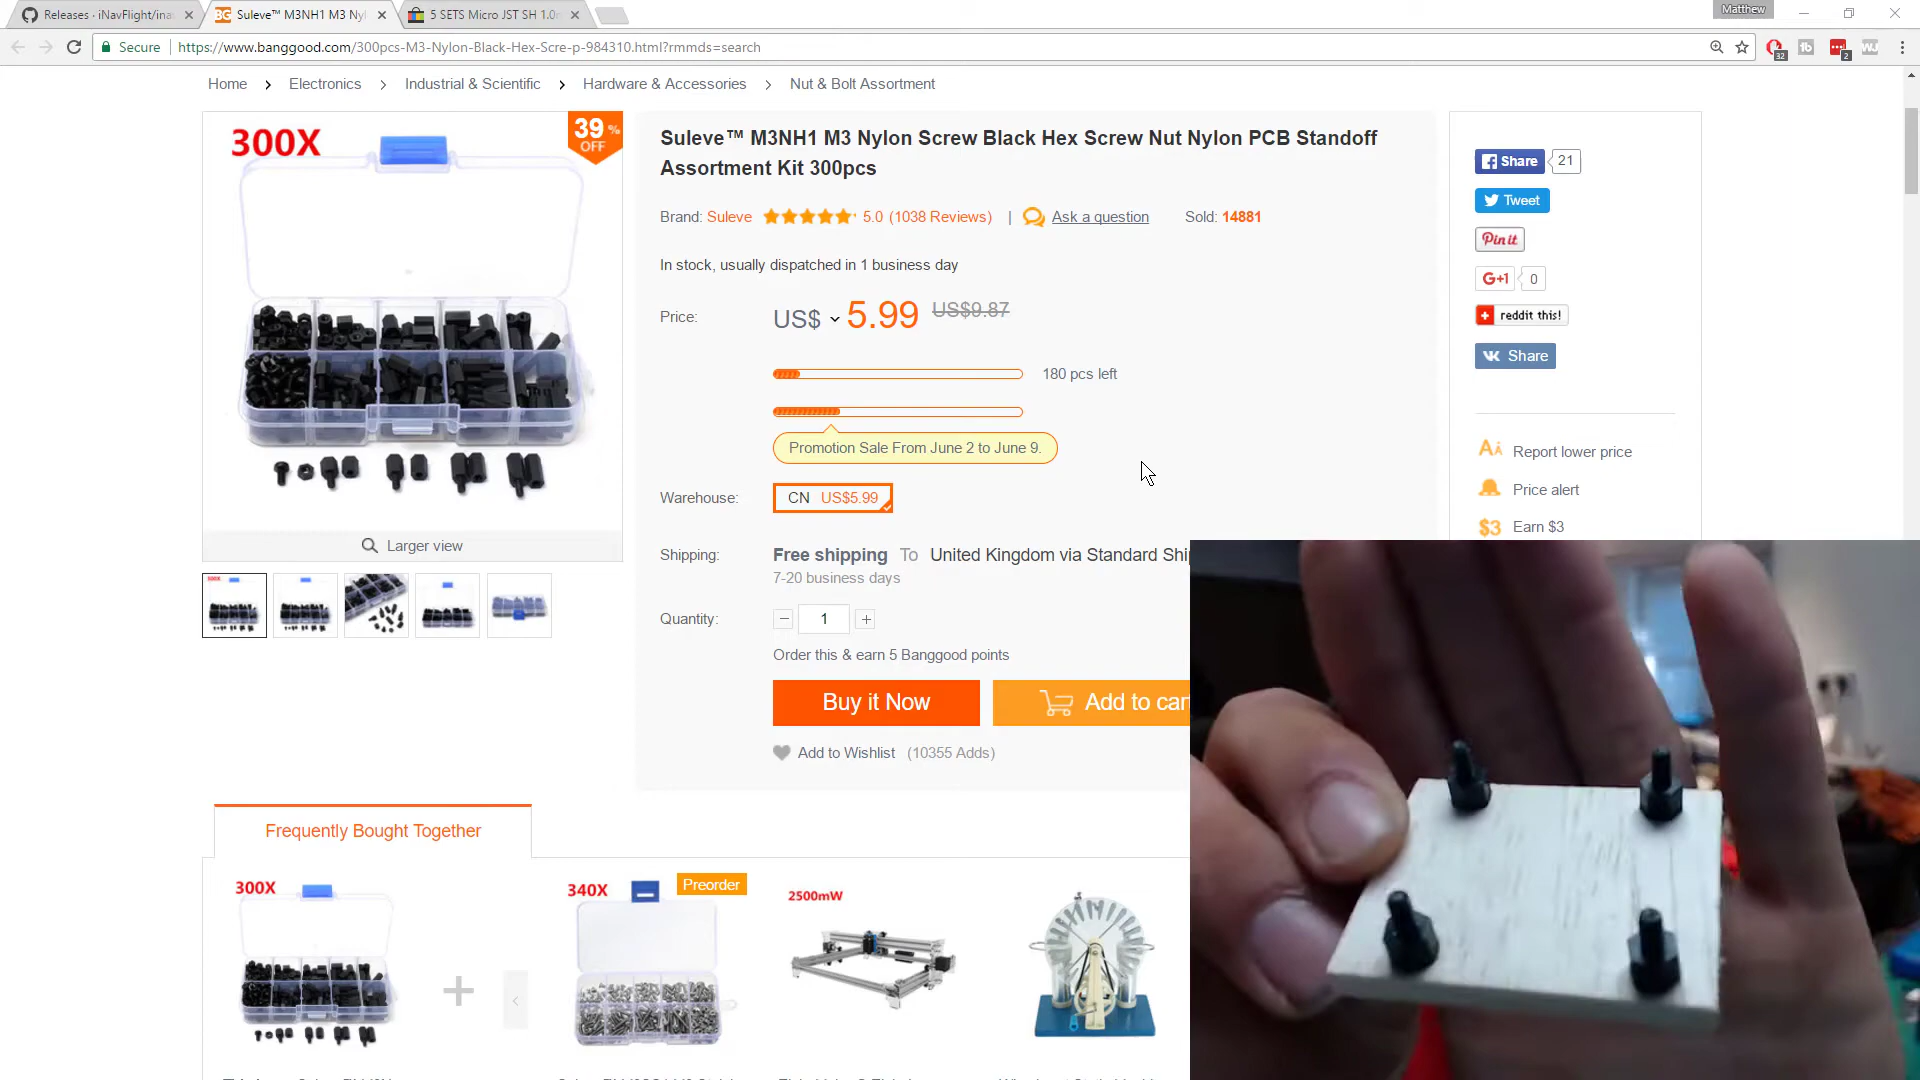 Releases · iNavFlight/ina
Suleve™ M3NH1 M3 Nyl
5 SETS Micro JST SH 1.0m
Matthew
Secure
https://www.banggood.com/300pcs-M3-Nylon-Black-Hex-Scre-p-984310.html?rmmds=search
32
2
Home > Electronics > Industrial & Scientific > Hardware & Accessories > Nut & Bolt Assortment
300X
39 % OFF
Suleve™ M3NH1 M3 Nylon Screw Black Hex Screw Nut Nylon PCB Standoff
Assortment Kit 300pcs
Brand: Suleve 5.0 (1038 Reviews) | Ask a question Sold: 14881
In stock, usually dispatched in 1 business day
Price: US$ 5.99 US$9.87
180 pcs left
Promotion Sale From June 2 to June 9.
Warehouse: CN US$5.99
Shipping: Free shipping To United Kingdom via Standard Shi
7-20 business days
Quantity: − 1 +
Order this & earn 5 Banggood points
Buy it Now
Add to car
Add to Wishlist (10355 Adds)
Larger view
Share 21
Tweet
Pin it
G+1 0
reddit this!
Share
Report lower price
Price alert
$3 Earn $3
Frequently Bought Together
300X
340X
Preorder
2500mW